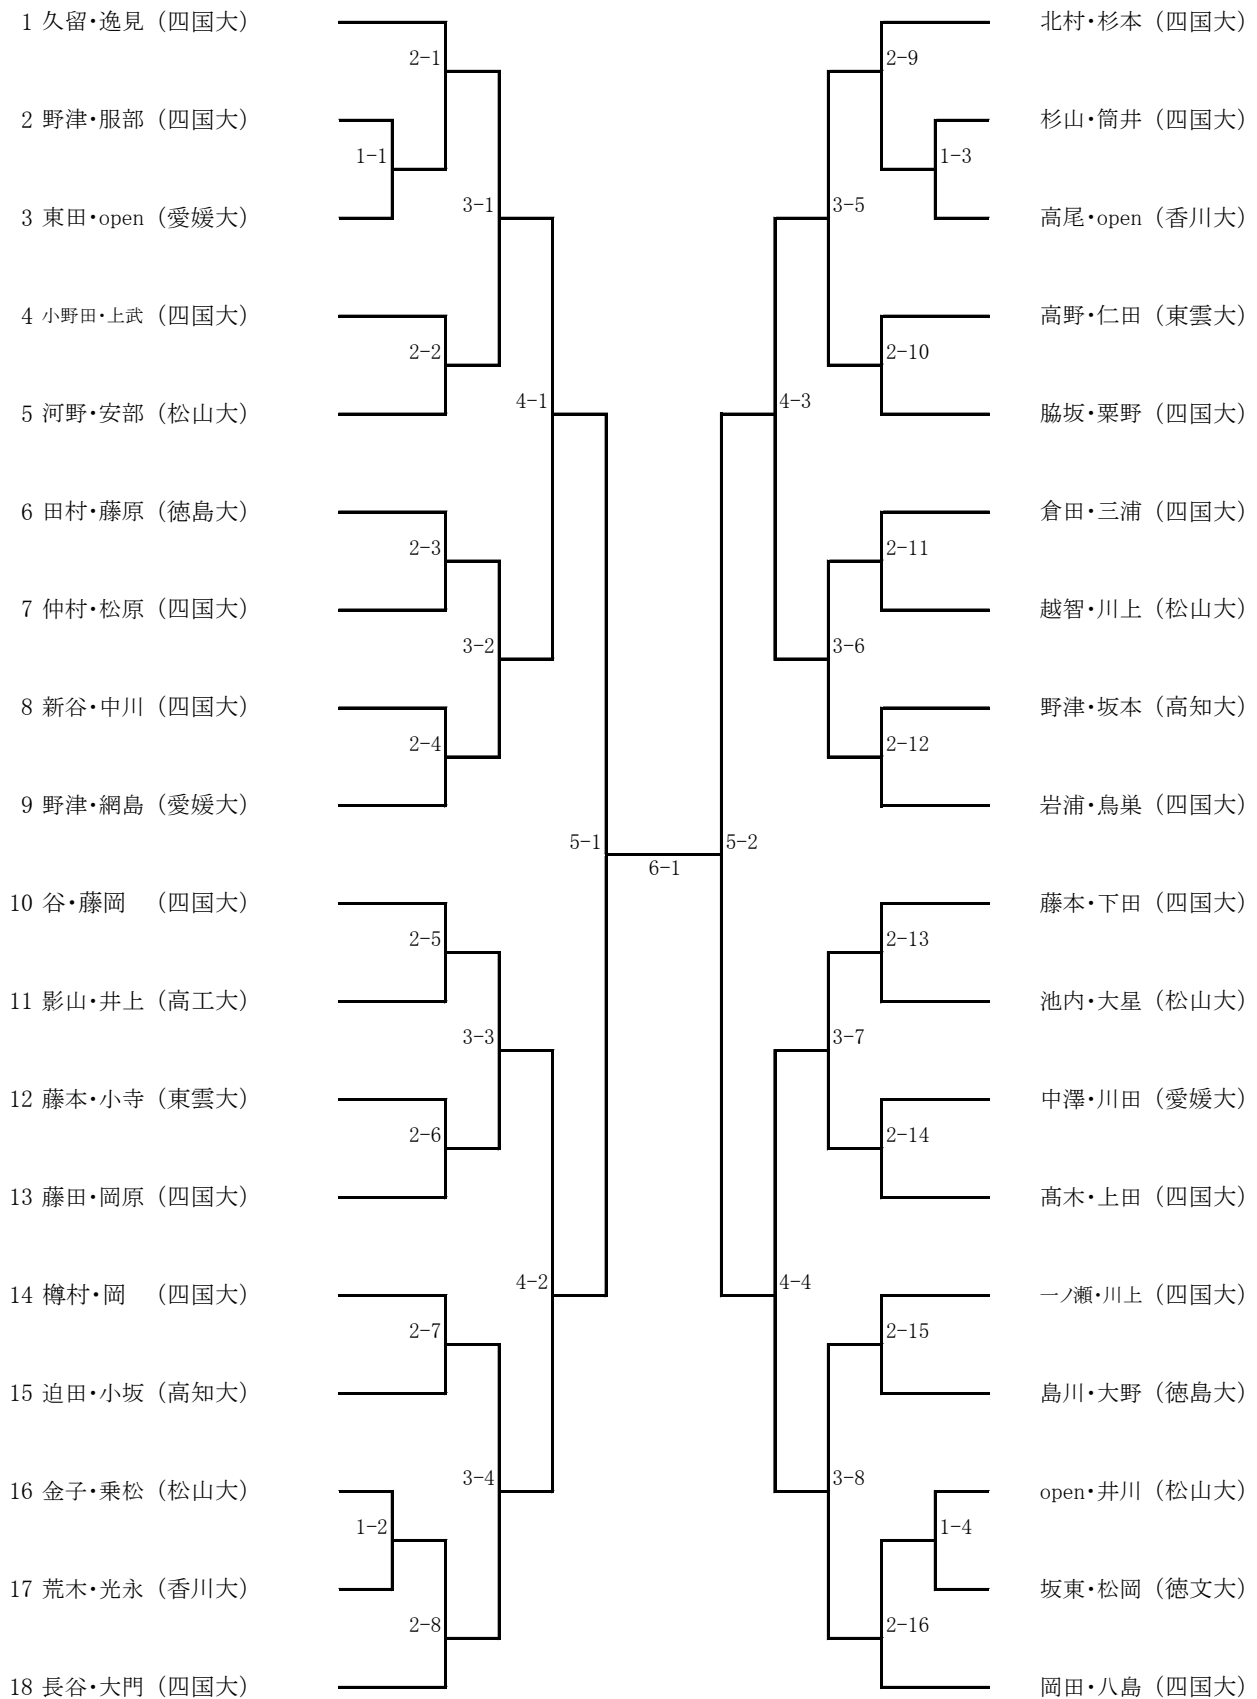 1 久留・逸見 (四国大) 北村・杉本 (四国大)
2-1 2-9
2 野津・服部 (四国大) 杉山・筒井 (四国大)
1-1 1-3
3-1 3-5
3 東田・open (愛媛大) 高尾・open (香川大)
4 小野田・上武 (四国大) 高野・仁田 (東雲大)
2-2 2-10
4-1 4-3
5 河野・安部 (松山大) 脇坂・粟野 (四国大)
6 田村・藤原 (徳島大) 倉田・三浦 (四国大)
2-3 2-11
7 仲村・松原 (四国大) 越智・川上 (松山大)
3-2 3-6
8 新谷・中川 (四国大) 野津・坂本 (高知大)
2-4 2-12
9 野津・網島 (愛媛大) 岩浦・鳥巣 (四国大)
5-1 5-2
6-1
10 谷・藤岡 (四国大) 藤本・下田 (四国大)
2-5 2-13
11 影山・井上 (高工大) 池内・大星 (松山大)
3-3 3-7
12 藤本・小寺 (東雲大) 中澤・川田 (愛媛大)
2-6 2-14
13 藤田・岡原 (四国大) 髙木・上田 (四国大)
4-2 4-4
14 樽村・岡 (四国大) 一ノ瀬・川上 (四国大)
2-7 2-15
15 迫田・小坂 (高知大) 島川・大野 (徳島大)
3-4 3-8
16 金子・乗松 (松山大) open・井川 (松山大)
1-2 1-4
17 荒木・光永 (香川大) 坂東・松岡 (徳文大)
2-8 2-16
18 長谷・大門 (四国大) 岡田・八島 (四国大)